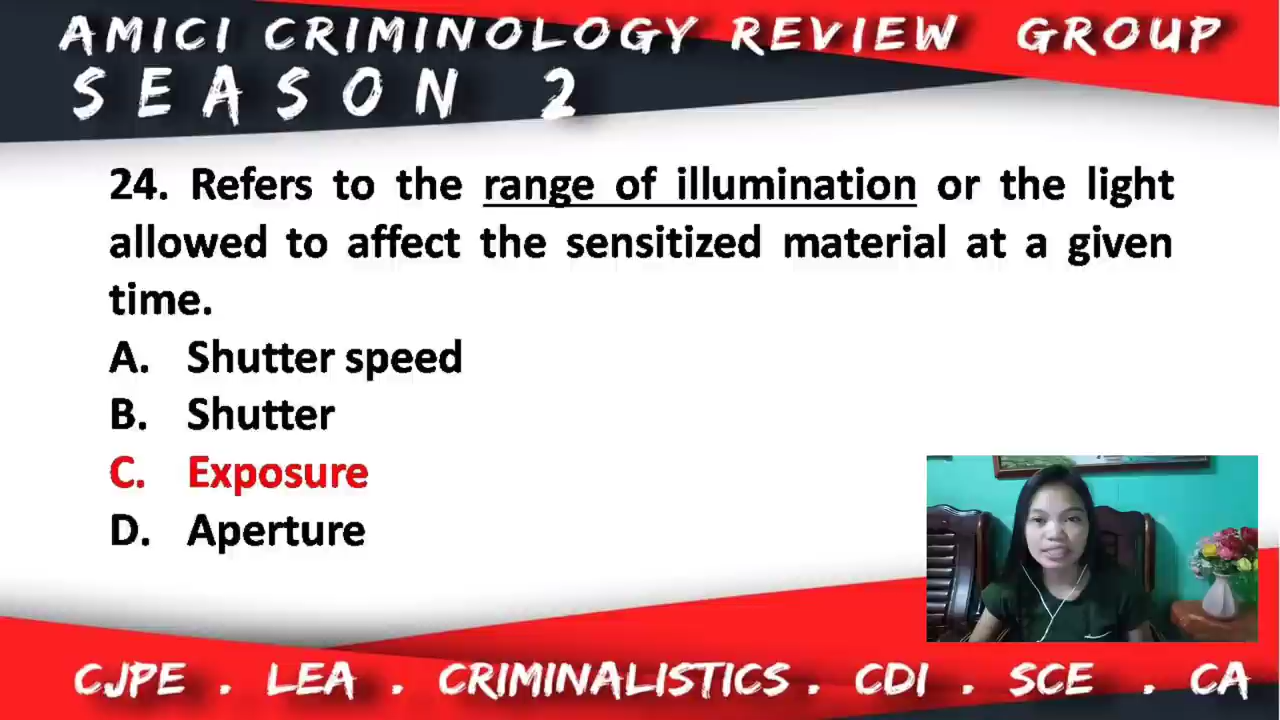 AMICI CRIMINOLOGY REVIEW GROUP
SEASON 2
24. Refers to the range of illumination or the light
allowed to affect the sensitized material at a given
time.
A. Shutter speed
B. Shutter
C. Exposure
D. Aperture
CJPE . LEA . CRIMINALISTICS . CDI . SCE . CA